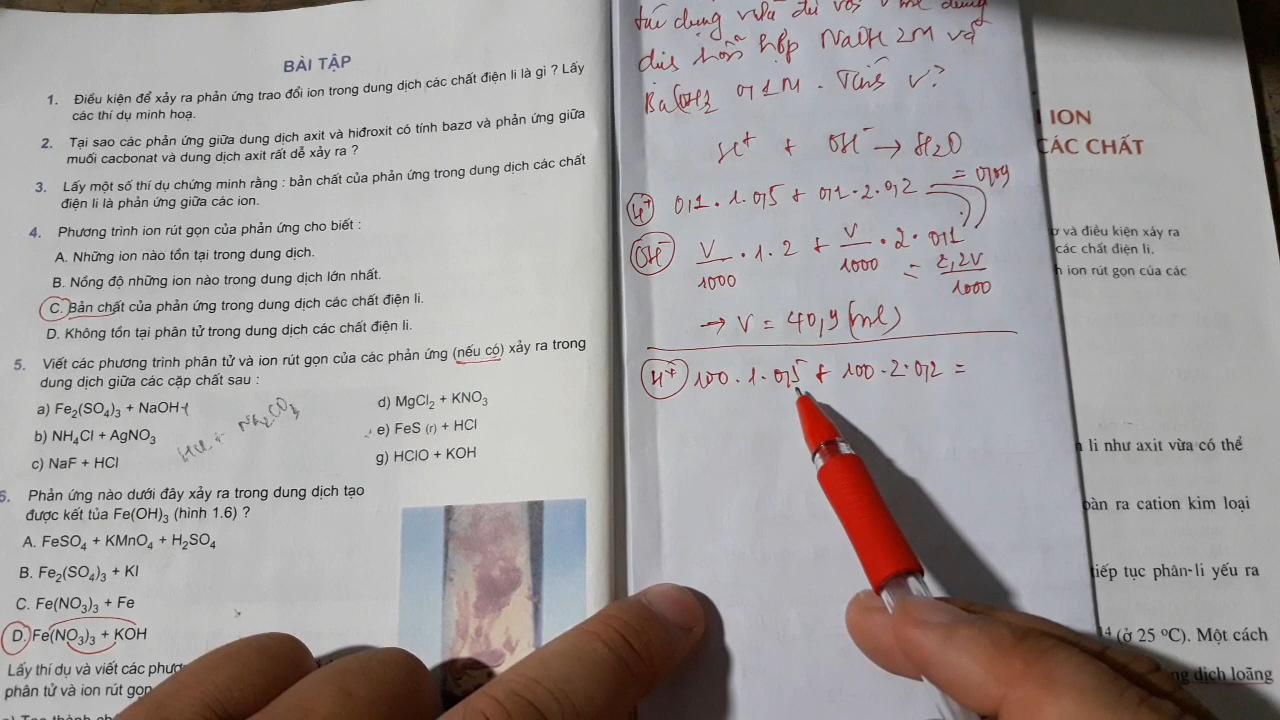 BÀI TẬP
1. Điều kiện để xảy ra phản ứng trao đổi ion trong dung dịch các chất điện li là gì ? Lấy
các thí dụ minh hoạ.
2. Tại sao các phản ứng giữa dung dịch axit và hiđroxit có tính bazơ và phản ứng giữa
muối cacbonat và dung dịch axit rất dễ xảy ra ?
3. Lấy một số thí dụ chứng minh rằng : bản chất của phản ứng trong dung dịch các chất
điện li là phản ứng giữa các ion.
4. Phương trình ion rút gọn của phản ứng cho biết :
A. Những ion nào tồn tại trong dung dịch.
B. Nồng độ những ion nào trong dung dịch lớn nhất.
C. Bản chất của phản ứng trong dung dịch các chất điện li.
D. Không tồn tại phân tử trong dung dịch các chất điện li.
5. Viết các phương trình phân tử và ion rút gọn của các phản ứng (nếu có) xảy ra trong
dung dịch giữa các cặp chất sau :
a) Fe₂(SO₄)₃ + NaOH
d) MgCl₂ + KNO₃
b) NH₄Cl + AgNO₃
e) FeS (r) + HCl
c) NaF + HCl
g) HClO + KOH
HCl + Na₂CO₃
6. Phản ứng nào dưới đây xảy ra trong dung dịch tạo
được kết tủa Fe(OH)₃ (hình 1.6) ?
A. FeSO₄ + KMnO₄ + H₂SO₄
B. Fe₂(SO₄)₃ + KI
C. Fe(NO₃)₃ + Fe
D. Fe(NO₃)₃ + KOH
Lấy thí dụ và viết các phươ
phân tử và ion rút gọn
tác dụng vừa đủ với V ml dung
dịch hỗn hợp NaOH 2M và
Ba(OH)₂ 0,1M. Tính V?
H⁺ + OH⁻ → H₂O
H⁺ 0,1 . 1 . 0,5 + 0,1 . 2 . 0,2 = 0,09
OH⁻ V/1000 . 1 . 2 + V/1000 . 2 . 0,1 = 2,2V/1000
→ V = 40,9 (ml)
H⁺ 100 . 1 . 0,5 + 100 . 2 . 0,2 =
ION
CÁC CHẤT
và điều kiện xảy ra
các chất điện li.
ion rút gọn của các
li như axit vừa có thể
ra cation kim loại
tiếp tục phân li yếu ra
(ở 25 °C). Một cách
dịch loãng